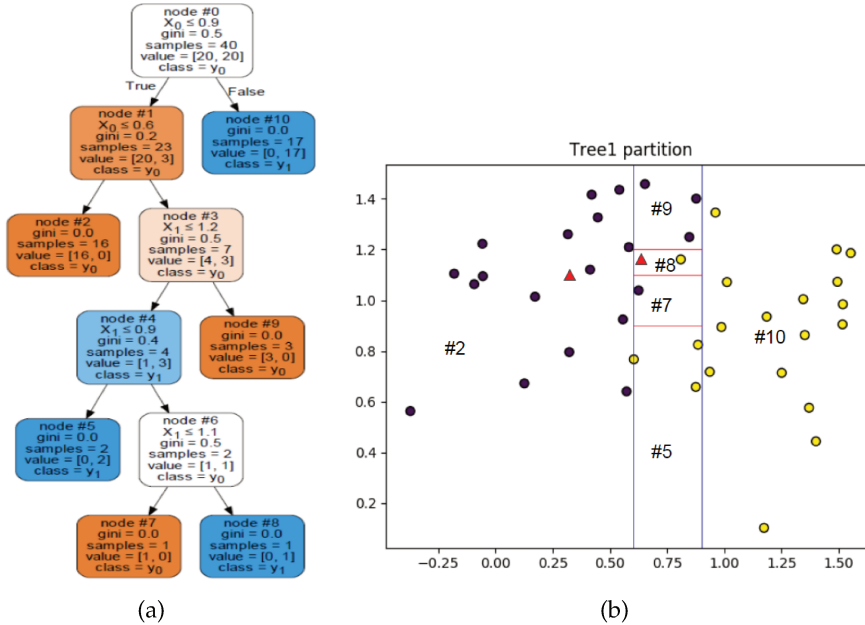 node #0
X₀ ≤ 0.9
gini = 0.5
samples = 40
value = [20, 20]
class = y₀
True
False
node #1
X₀ ≤ 0.6
gini = 0.2
samples = 23
value = [20, 3]
class = y₀
node #10
gini = 0.0
samples = 17
value = [0, 17]
class = y₁
node #2
gini = 0.0
samples = 16
value = [16, 0]
class = y₀
node #3
X₁ ≤ 1.2
gini = 0.5
samples = 7
value = [4, 3]
class = y₀
node #4
X₁ ≤ 0.9
gini = 0.4
samples = 4
value = [1, 3]
class = y₁
node #9
gini = 0.0
samples = 3
value = [3, 0]
class = y₀
node #5
gini = 0.0
samples = 2
value = [0, 2]
class = y₁
node #6
X₁ ≤ 1.1
gini = 0.5
samples = 2
value = [1, 1]
class = y₀
node #7
gini = 0.0
samples = 1
value = [1, 0]
class = y₀
node #8
gini = 0.0
samples = 1
value = [0, 1]
class = y₁
(a)
Tree1 partition
1.4
1.2
1.0
0.8
0.6
0.4
0.2
#9
#8
#7
#10
#2
#5
−0.25 0.00 0.25 0.50 0.75 1.00 1.25 1.50
(b)